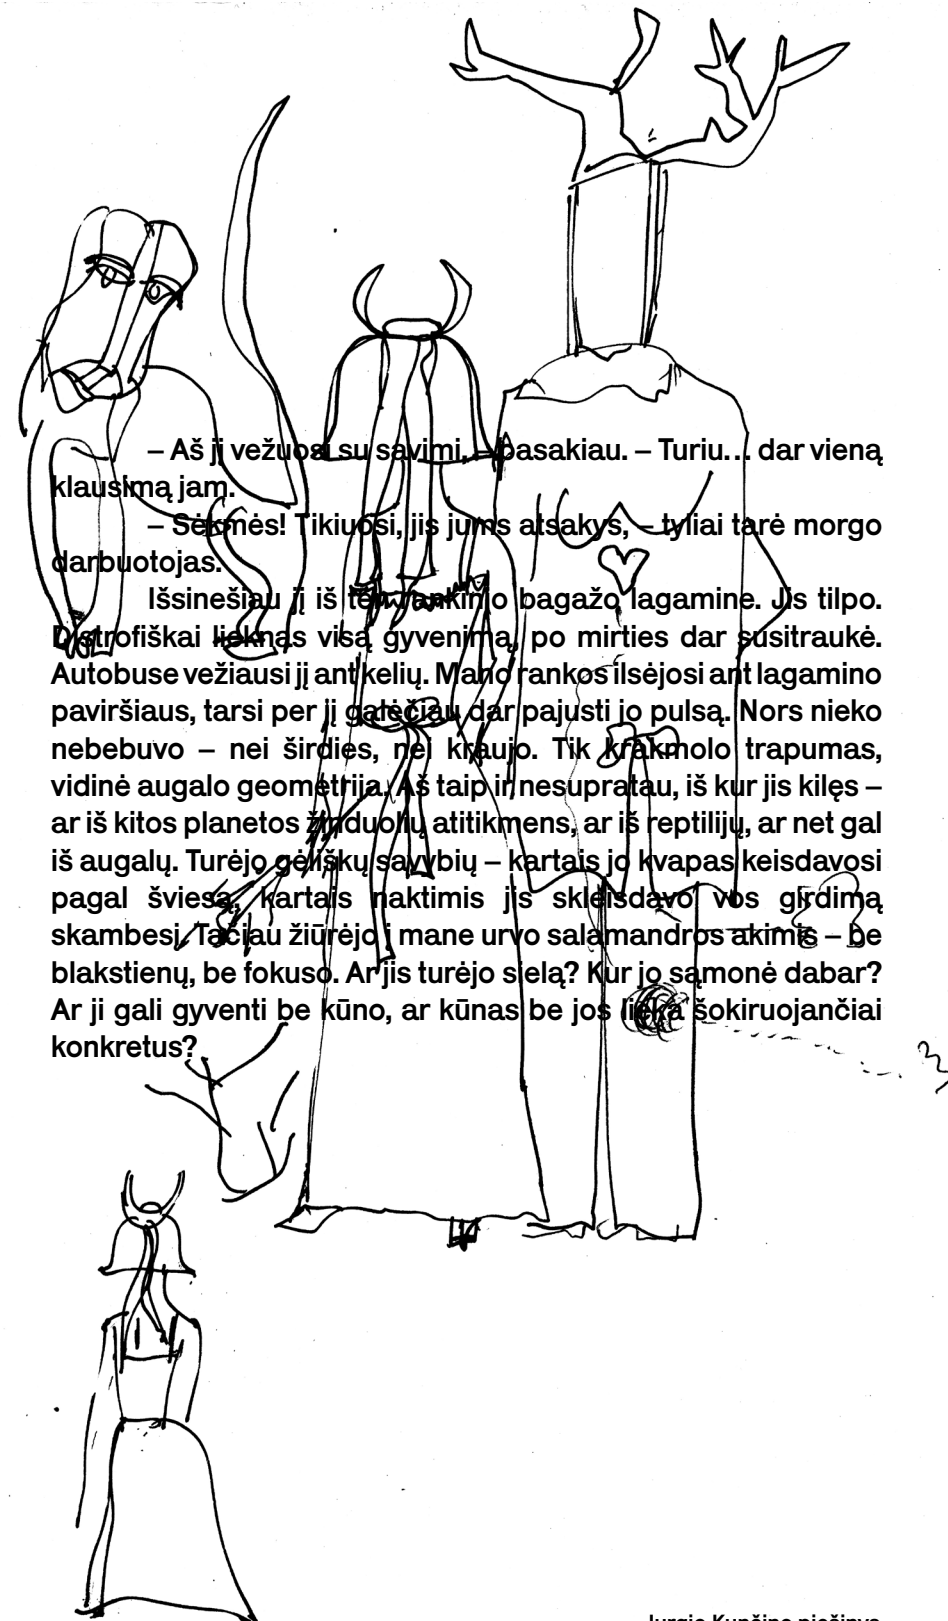 – Aš jį vežuosi su savimi, – pasakiau. – Turiu... dar vieną
klausimą jam.
– Sėkmės! Tikiuosi, jis jums atsakys, – tyliai tarė morgo
darbuotojas.
Išsinešiau jį iš ten rankinio bagažo lagamine. Jis tilpo.
Distrofiškai lieknas visą gyvenimą, po mirties dar susitraukė.
Autobuse vežiausi jį ant kelių. Mano rankos ilsėjosi ant lagamino
paviršiaus, tarsi per jį galėčiau dar pajusti jo pulsą. Nors nieko
nebebuvo – nei širdies, nei kraujo. Tik krakmolo trapumas,
vidinė augalo geometrija. Aš taip ir nesupratau, iš kur jis kilęs –
ar iš kitos planetos žinduolių atitikmens, ar iš reptilijų, ar net gal
iš augalų. Turėjo gėliškų savybių – kartais jo kvapas keisdavosi
pagal šviesą, kartais naktimis jis skleisdavo vos girdimą
skambesį. Tačiau žiūrėjo į mane urvo salamandros akimis – be
blakstienų, be fokuso. Ar jis turėjo sielą? Kur jo sąmonė dabar?
Ar ji gali gyventi be kūno, ar kūnas be jos lieka šokiruojančiai
konkretus?